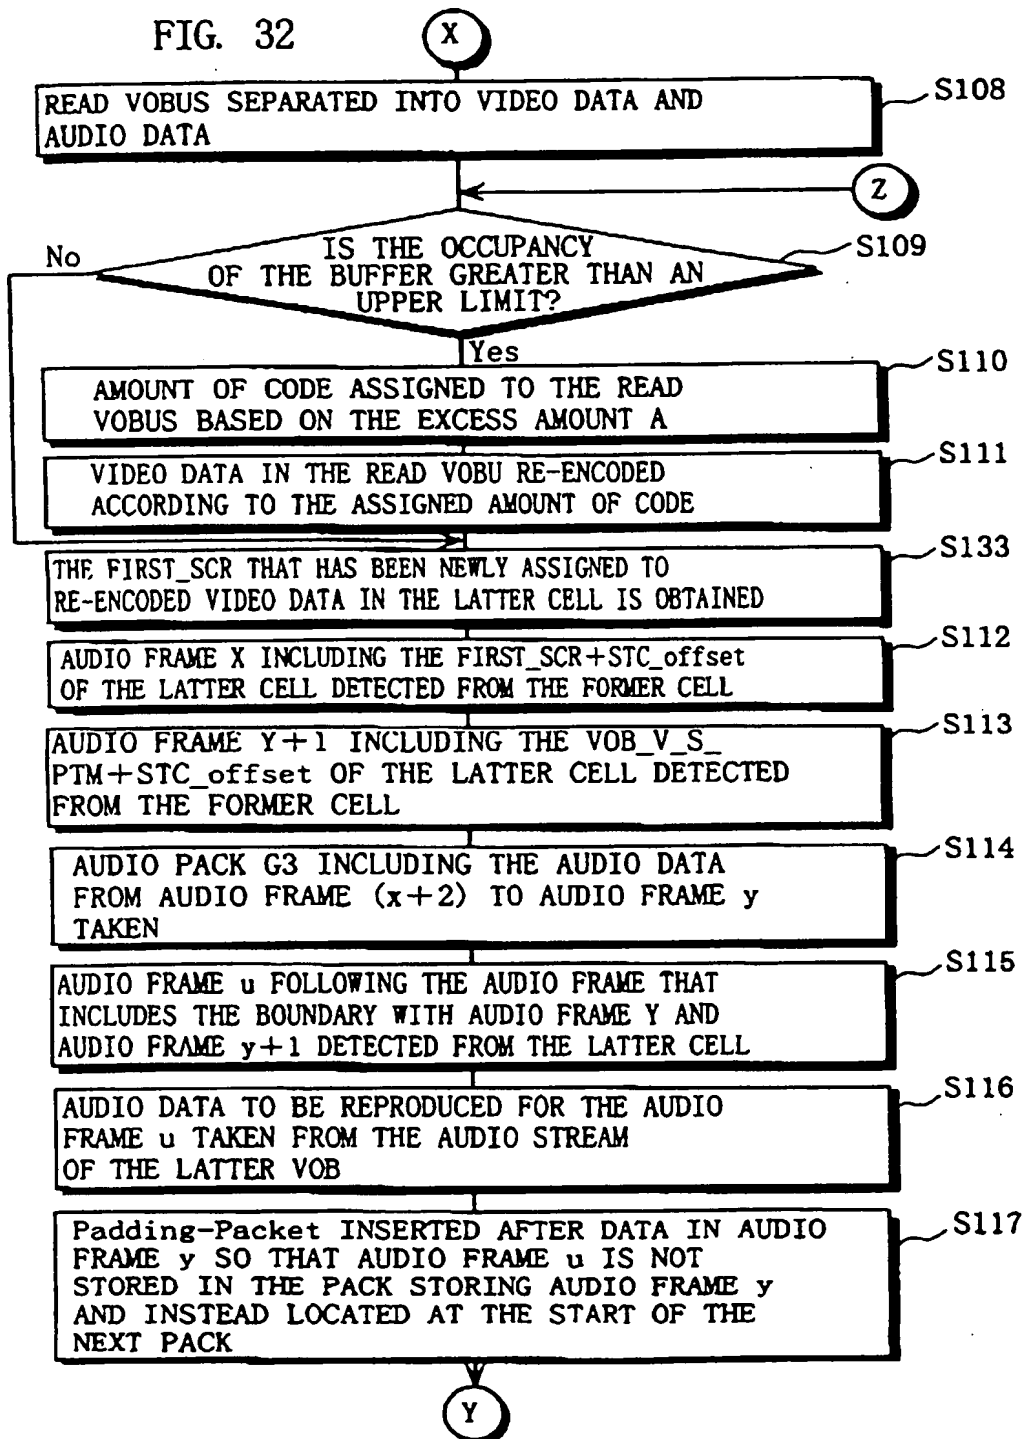 FIG. 32
X
READ VOBUS SEPARATED INTO VIDEO DATA AND
AUDIO DATA
S108
Z
No
IS THE OCCUPANCY
OF THE BUFFER GREATER THAN AN
UPPER LIMIT?
S109
Yes
AMOUNT OF CODE ASSIGNED TO THE READ
VOBUS BASED ON THE EXCESS AMOUNT A
S110
VIDEO DATA IN THE READ VOBU RE-ENCODED
ACCORDING TO THE ASSIGNED AMOUNT OF CODE
S111
THE FIRST_SCR THAT HAS BEEN NEWLY ASSIGNED TO
RE-ENCODED VIDEO DATA IN THE LATTER CELL IS OBTAINED
S133
AUDIO FRAME X INCLUDING THE FIRST_SCR+STC_offset
OF THE LATTER CELL DETECTED FROM THE FORMER CELL
S112
AUDIO FRAME Y+1 INCLUDING THE VOB_V_S_
PTM+STC_offset OF THE LATTER CELL DETECTED
FROM THE FORMER CELL
S113
AUDIO PACK G3 INCLUDING THE AUDIO DATA
FROM AUDIO FRAME (x+2) TO AUDIO FRAME y
TAKEN
S114
AUDIO FRAME u FOLLOWING THE AUDIO FRAME THAT
INCLUDES THE BOUNDARY WITH AUDIO FRAME Y AND
AUDIO FRAME y+1 DETECTED FROM THE LATTER CELL
S115
AUDIO DATA TO BE REPRODUCED FOR THE AUDIO
FRAME u TAKEN FROM THE AUDIO STREAM
OF THE LATTER VOB
S116
Padding-Packet INSERTED AFTER DATA IN AUDIO
FRAME y SO THAT AUDIO FRAME u IS NOT
STORED IN THE PACK STORING AUDIO FRAME y
AND INSTEAD LOCATED AT THE START OF THE
NEXT PACK
S117
Y